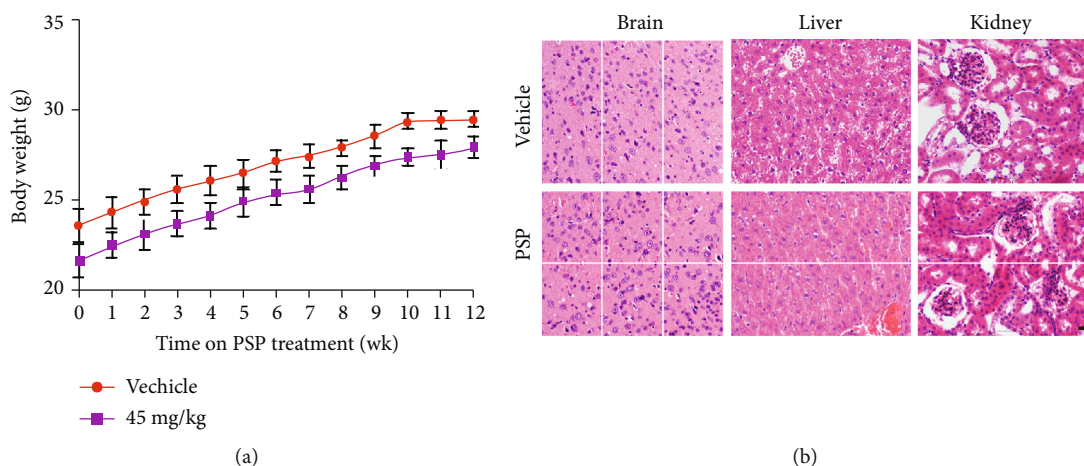 35
30
25
20
Body weight (g)
0 1 2 3 4 5 6 7 8 9 10 11 12
Time on PSP treatment (wk)
Vechicle
45 mg/kg
(a)
Brain Liver Kidney
Vehicle
PSP
(b)